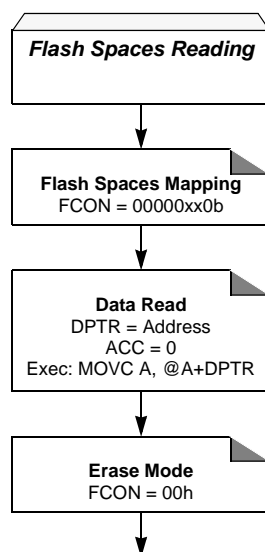 Flash Spaces Reading
Flash Spaces Mapping
FCON = 00000xx0b
Data Read
DPTR = Address
ACC = 0
Exec: MOVC A, @A+DPTR
Erase Mode
FCON = 00h